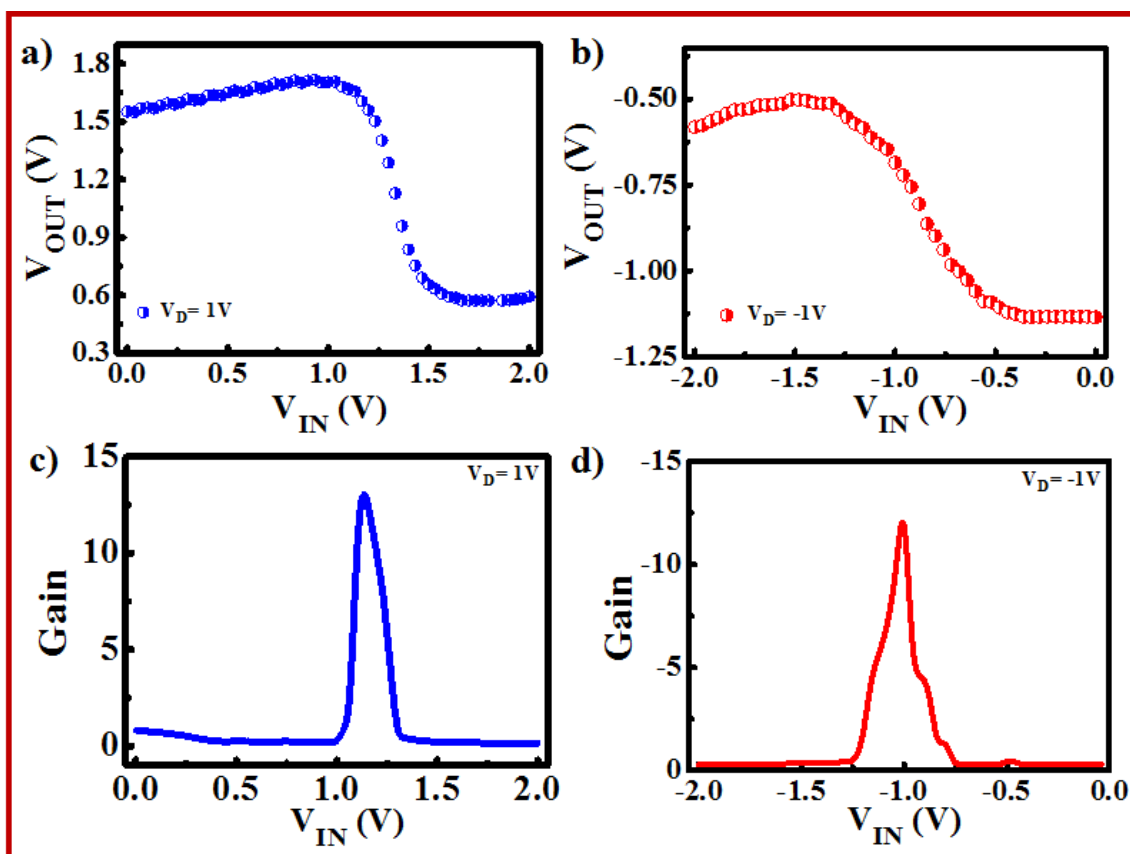 a)
1.8
1.5
1.2
0.9
0.6
0.3
V_OUT (V)
V_D= 1V
0.0 0.5 1.0 1.5 2.0
V_IN (V)
b)
-0.50
-0.75
-1.00
-1.25
V_OUT (V)
V_D= -1V
-2.0 -1.5 -1.0 -0.5 0.0
V_IN (V)
c)
15
10
5
0
Gain
V_D= 1V
0.0 0.5 1.0 1.5 2.0
V_IN (V)
d)
-15
-10
-5
0
Gain
V_D= -1V
-2.0 -1.5 -1.0 -0.5 0.0
V_IN (V)